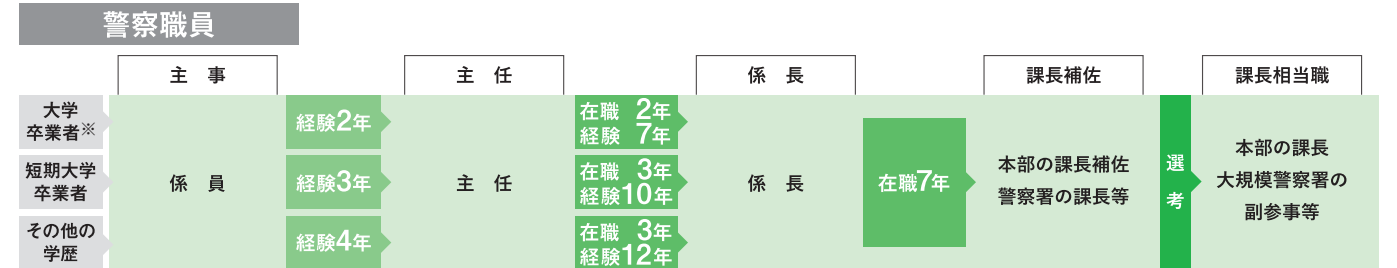 警察職員
主　事
主　任
係　長
課長補佐
課長相当職
大学
卒業者※
短期大学
卒業者
その他の
学歴
係　員
経験2年
経験3年
経験4年
主　任
在職　2年
経験　7年
在職　3年
経験10年
在職　3年
経験12年
係　長
在職7年
本部の課長補佐
警察署の課長等
選
考
本部の課長
大規模警察署の
副参事等